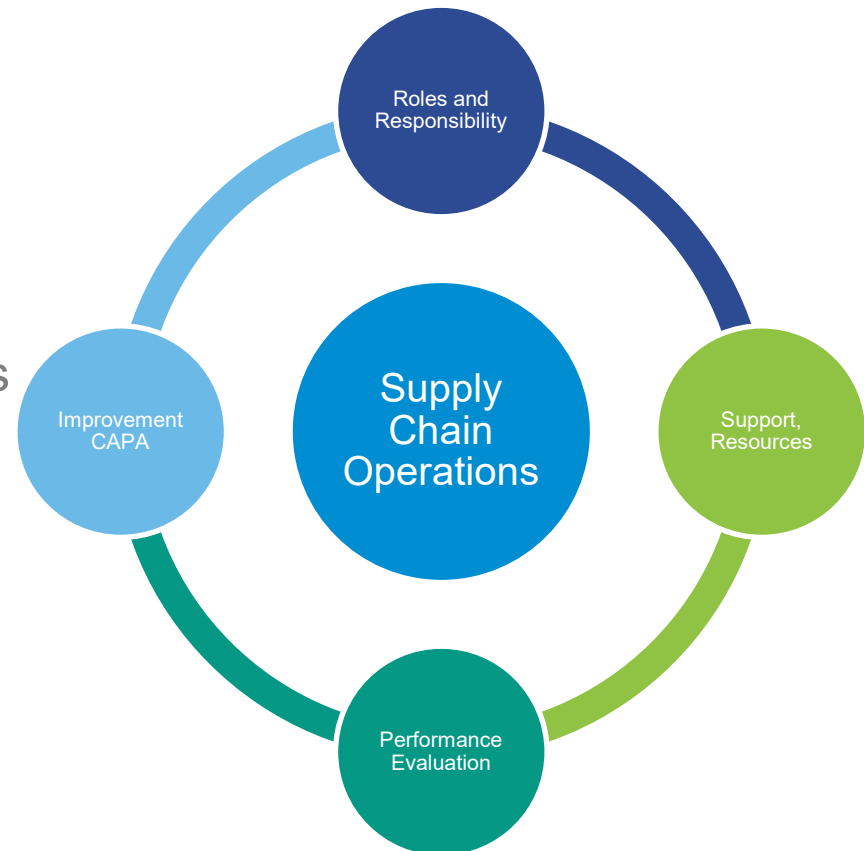 Roles and
Responsibility
s
Improvement
CAPA
Supply
Chain
Operations
Support,
Resources
Performance
Evaluation